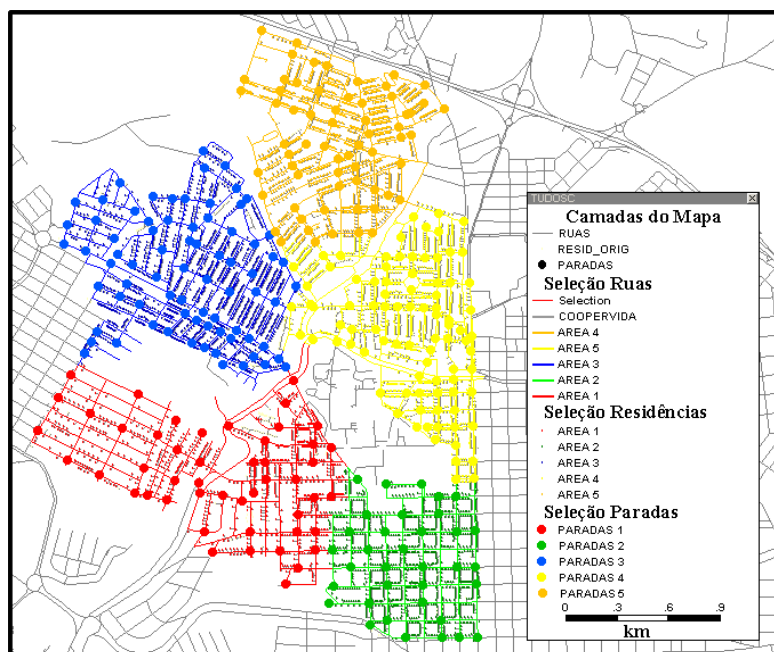 TUDOSC
Camadas do Mapa
RUAS
RESID_ORIG
PARADAS
Seleção Ruas
Selection
COOPERVIDA
AREA 4
AREA 5
AREA 3
AREA 2
AREA 1
Seleção Residências
AREA 1
AREA 2
AREA 3
AREA 4
AREA 5
Seleção Paradas
PARADAS 1
PARADAS 2
PARADAS 3
PARADAS 4
PARADAS 5
0 .3 .6 .9
km